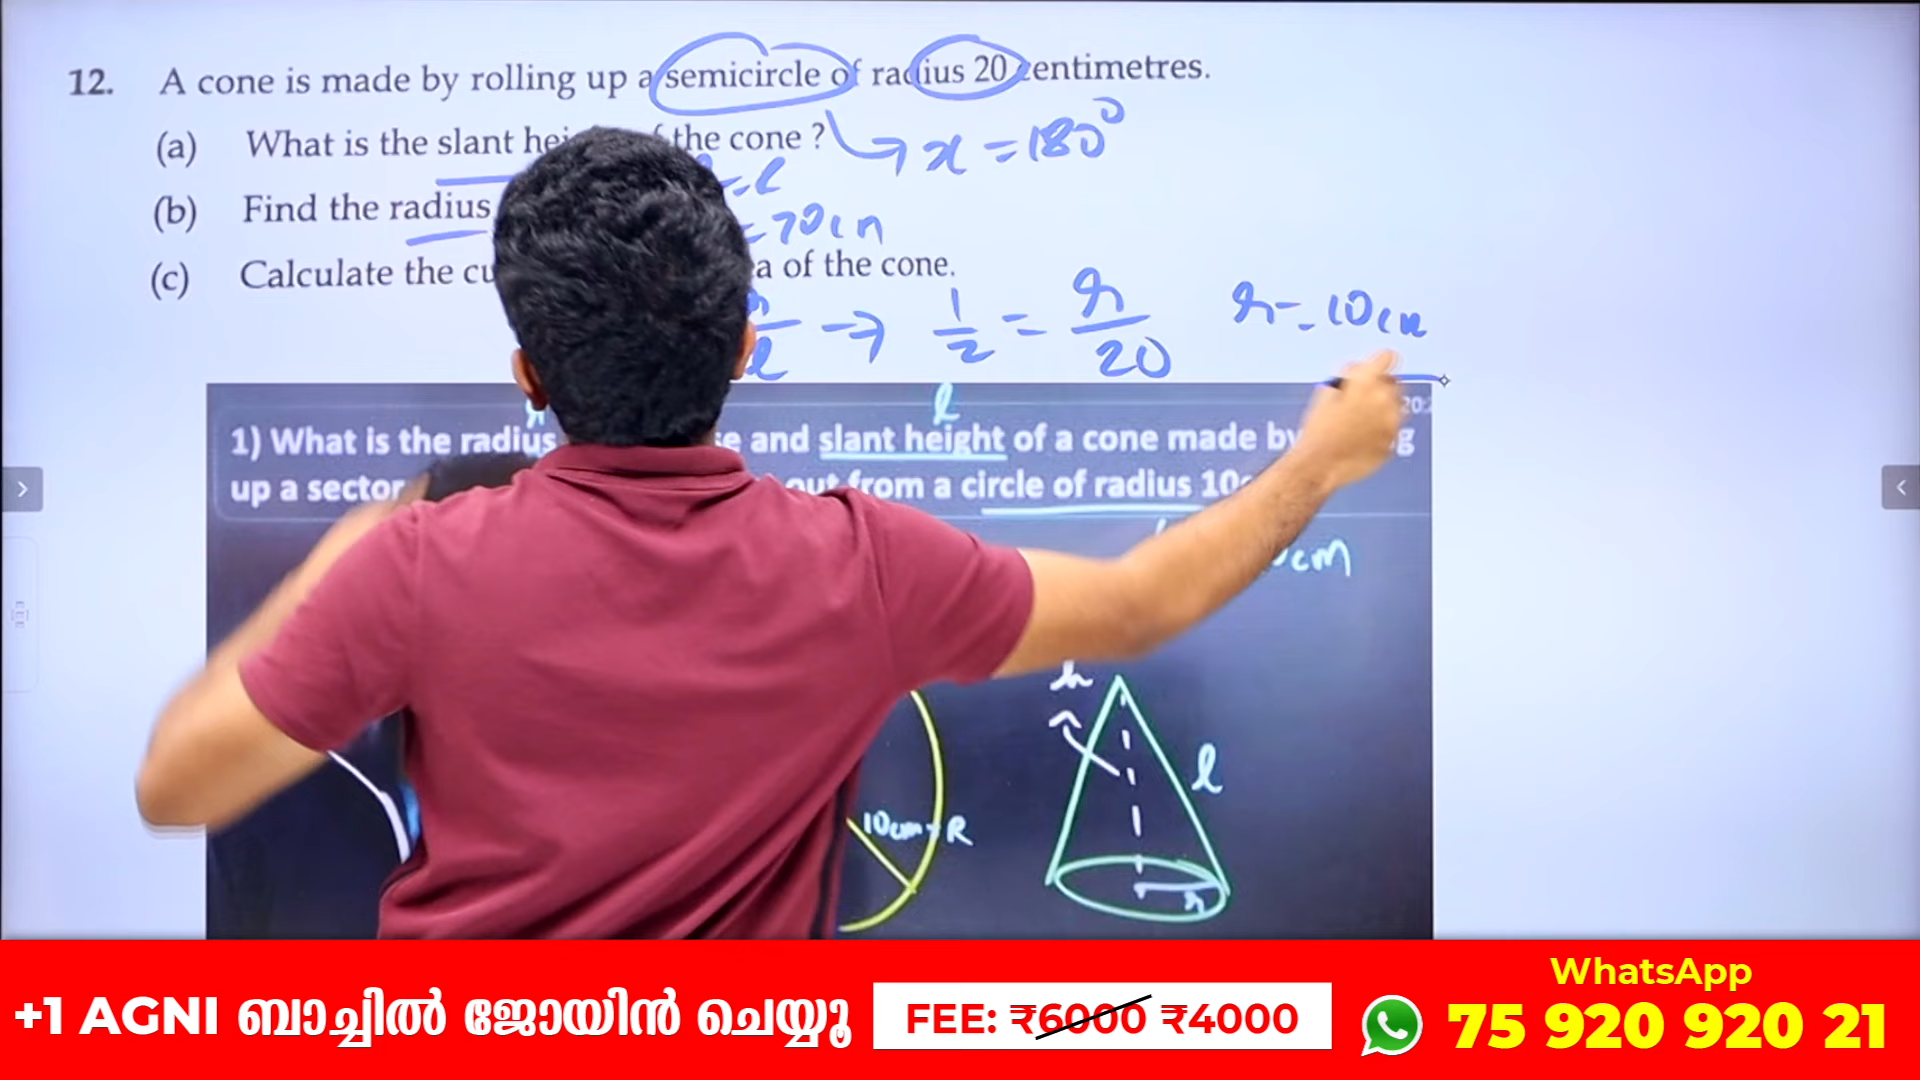 12. A cone is made by rolling up a semicircle of radius 20 centimetres.
(a) What is the slant the cone ?
x = 180°
= l
(b) Find the radius
= 20cm
(c) Calculate the a of the cone.
l → 1/2 = r/20 r = 10cm
r l
1) What is the radius and slant height of a cone made by
up a sector out from a circle of radius
cm
h
l
10cm = R
r
+1 AGNI ബാച്ചിൽ ജോയിൻ ചെയ്യൂ
FEE: ₹6000 ₹4000
WhatsApp
75 920 920 21